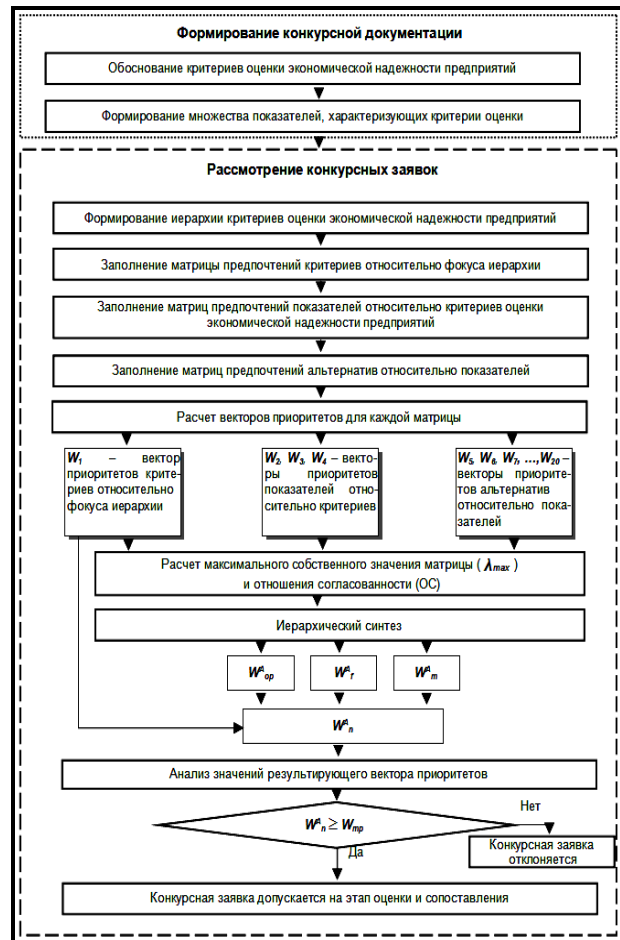 Формирование конкурсной документации
Обоснование критериев оценки экономической надежности предприятий
Формирование множества показателей, характеризующих критерии оценки
Рассмотрение конкурсных заявок
Формирование иерархии критериев оценки экономической надежности предприятий
Заполнение матрицы предпочтений критериев относительно фокуса иерархии
Заполнение матриц предпочтений показателей относительно критериев оценки
экономической надежности предприятий
Заполнение матриц предпочтений альтернатив относительно показателей
Расчет векторов приоритетов для каждой матрицы
W1 – вектор
приоритетов крите-
риев относительно
фокуса иерархии
W2, W3, W4 – векто-
ры приоритетов
показателей отно-
сительно критериев
W5, W6, W7, ...,W20 –
векторы приорите-
тов альтернатив
относительно пока-
зателей
Расчет максимального собственного значения матрицы ( λmax )
и отношения согласованности (ОС)
Иерархический синтез
WAop
WAf
WAm
WAn
Анализ значений результирующего вектора приоритетов
WAn ≥ Wтр
Нет
Да
Конкурсная заявка
отклоняется
Конкурсная заявка допускается на этап оценки и сопоставления